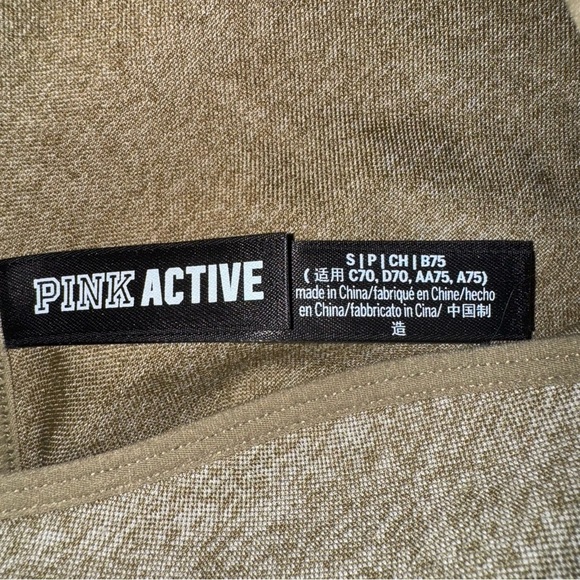 PINK ACTIVE
S | P | CH | B75
( 适用 C70, D70, AA75, A75)
made in China/fabriqué en Chine/hecho
en China/fabbricato in Cina/ 中国制
造